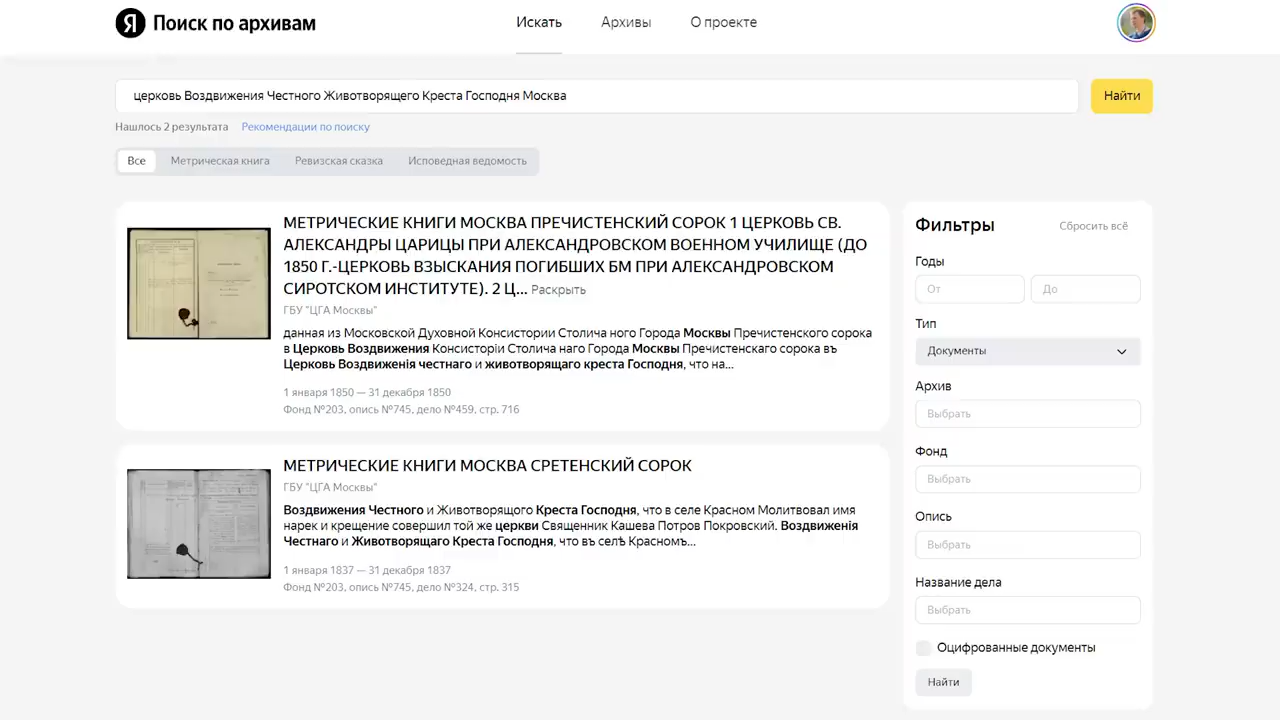 Я Поиск по архивам
Искать
Архивы
О проекте
церковь Воздвижения Честного Животворящего Креста Господня Москва
Найти
Нашлось 2 результата
Рекомендации по поиску
Все
Метрическая книга
Ревизская сказка
Исповедная ведомость
МЕТРИЧЕСКИЕ КНИГИ МОСКВА ПРЕЧИСТЕНСКИЙ СОРОК 1 ЦЕРКОВЬ СВ.
АЛЕКСАНДРЫ ЦАРИЦЫ ПРИ АЛЕКСАНДРОВСКОМ ВОЕННОМ УЧИЛИЩЕ (ДО
1850 Г.-ЦЕРКОВЬ ВЗЫСКАНИЯ ПОГИБШИХ БМ ПРИ АЛЕКСАНДРОВСКОМ
СИРОТСКОМ ИНСТИТУТЕ). 2 Ц... Раскрыть
ГБУ "ЦГА Москвы"
данная из Московской Духовной Консистории Столича ного Города Москвы Пречистенского сорока
в Церковь Воздвижения Консисторіи Столича наго Города Москвы Пречистенскаго сорока въ
Церковь Воздвиженія честнаго и животворящаго креста Господня, что на...
1 января 1850 — 31 декабря 1850
Фонд №203, опись №745, дело №459, стр. 716
МЕТРИЧЕСКИЕ КНИГИ МОСКВА СРЕТЕНСКИЙ СОРОК
ГБУ "ЦГА Москвы"
Воздвижения Честного и Животворящого Креста Господня, что в селе Красном Молитвовал имя
нарек и крещение совершил той же церкви Священник Кашева Потров Покровский. Воздвиженія
Честнаго и Животворящаго Креста Господня, что въ селѣ Красномъ...
1 января 1837 — 31 декабря 1837
Фонд №203, опись №745, дело №324, стр. 315
Фильтры
Сбросить всё
Годы
От
До
Тип
Документы
Архив
Выбрать
Фонд
Выбрать
Опись
Выбрать
Название дела
Выбрать
Оцифрованные документы
Найти